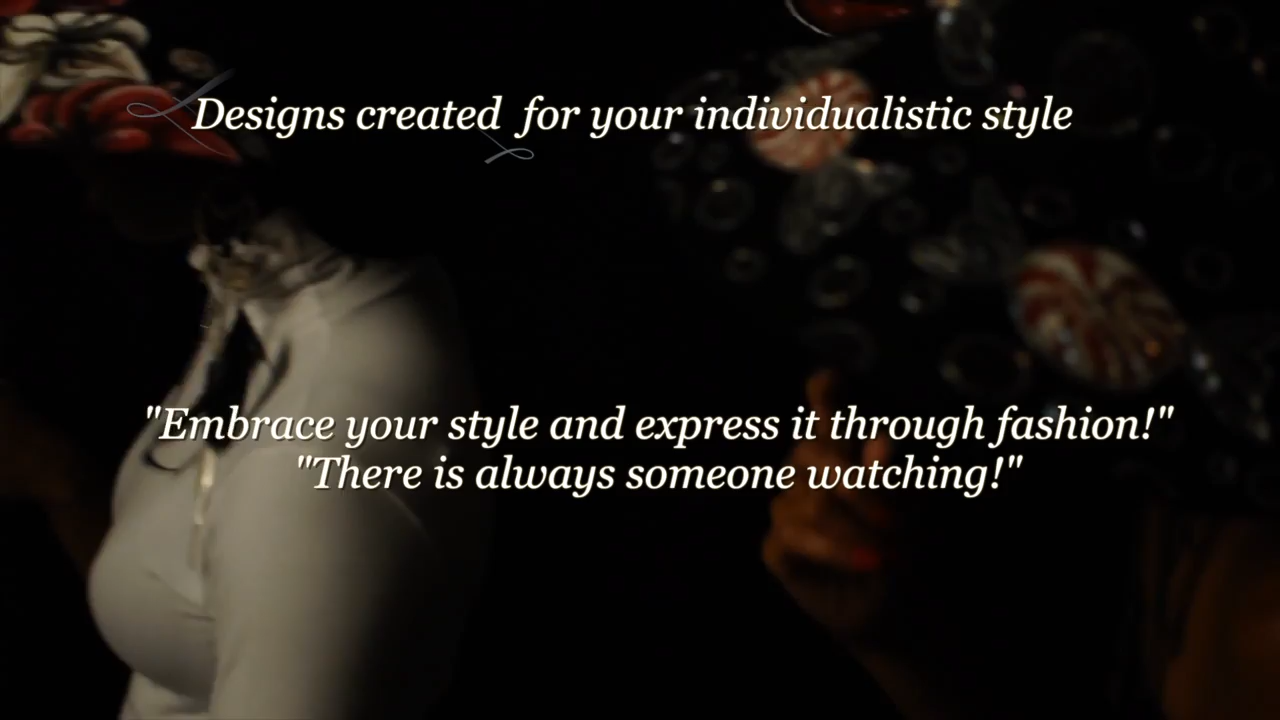 Designs created  for your individualistic style
"Embrace your style and express it through fashion!"
"There is always someone watching!"